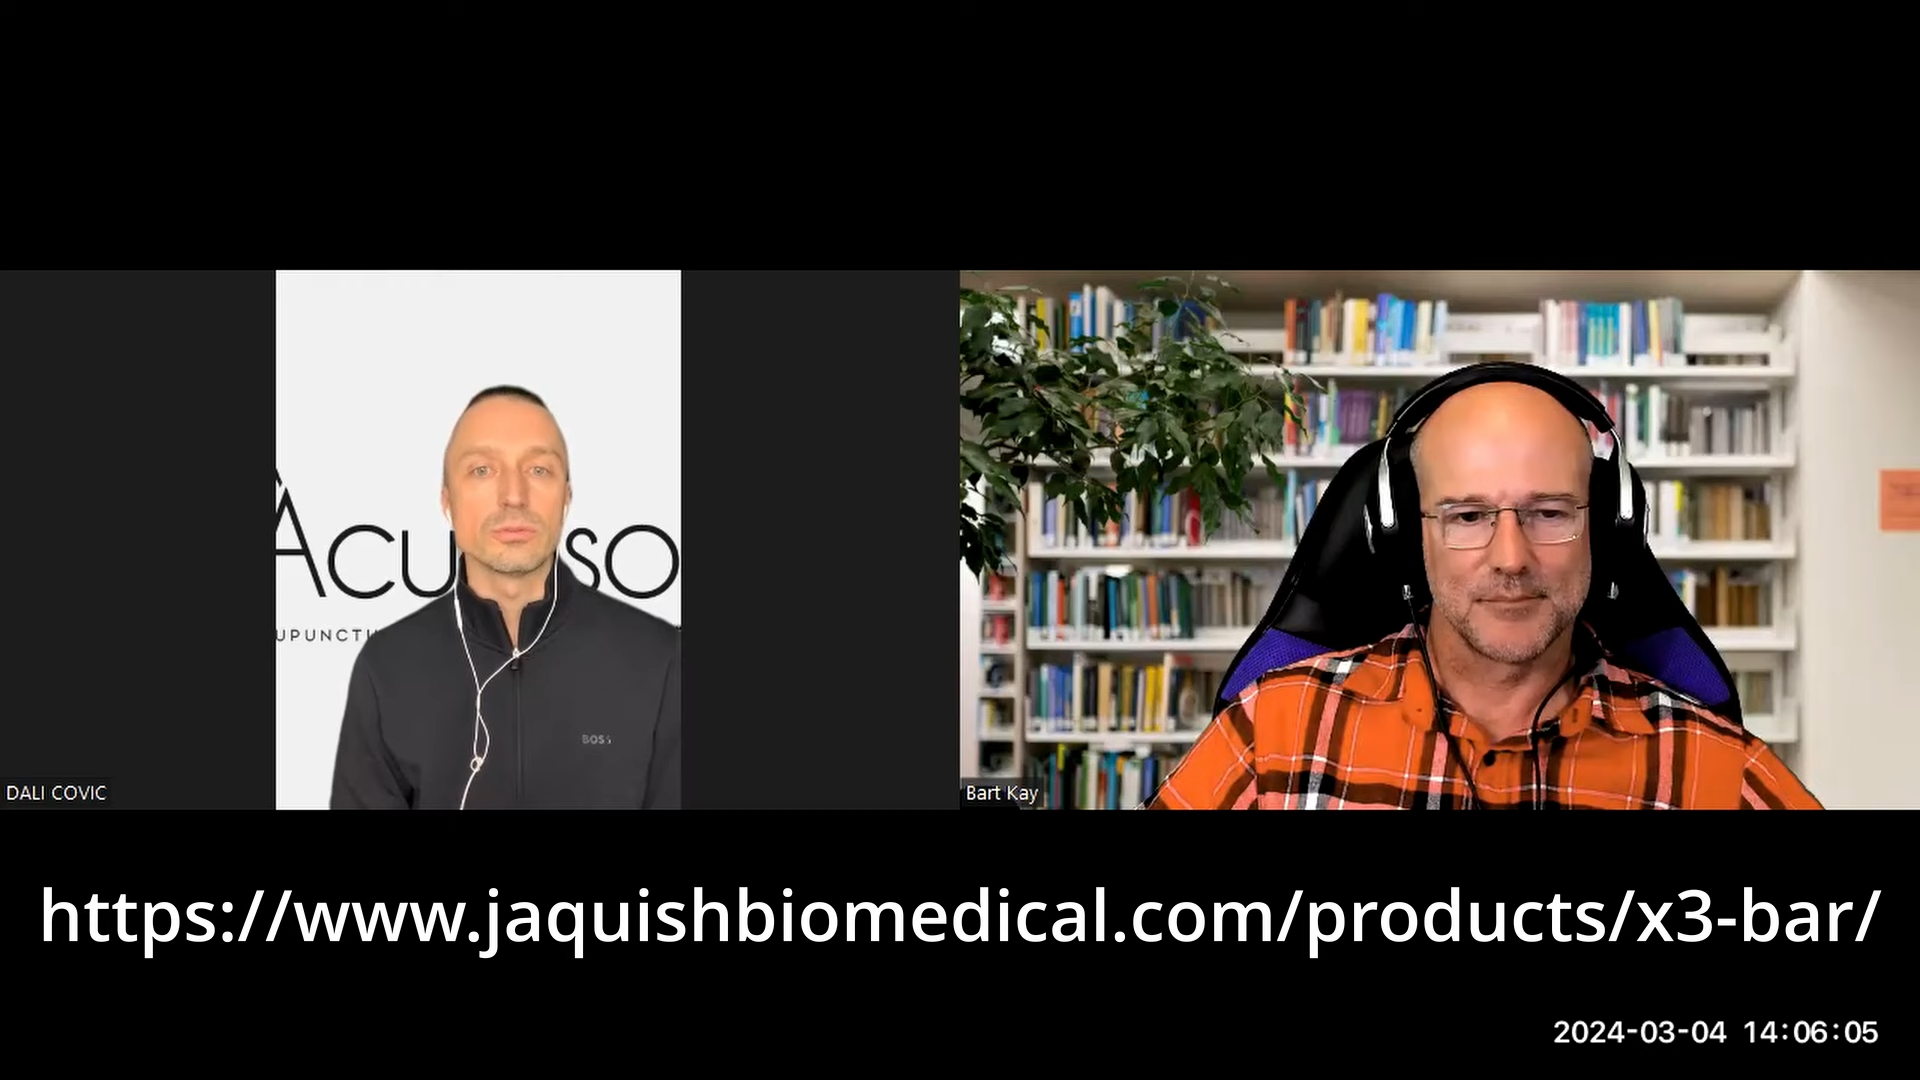 Acu so
UPUNCTU
BOSS
DALI COVIC
Bart Kay
https://www.jaquishbiomedical.com/products/x3-bar/
2024-03-04 14:06:05